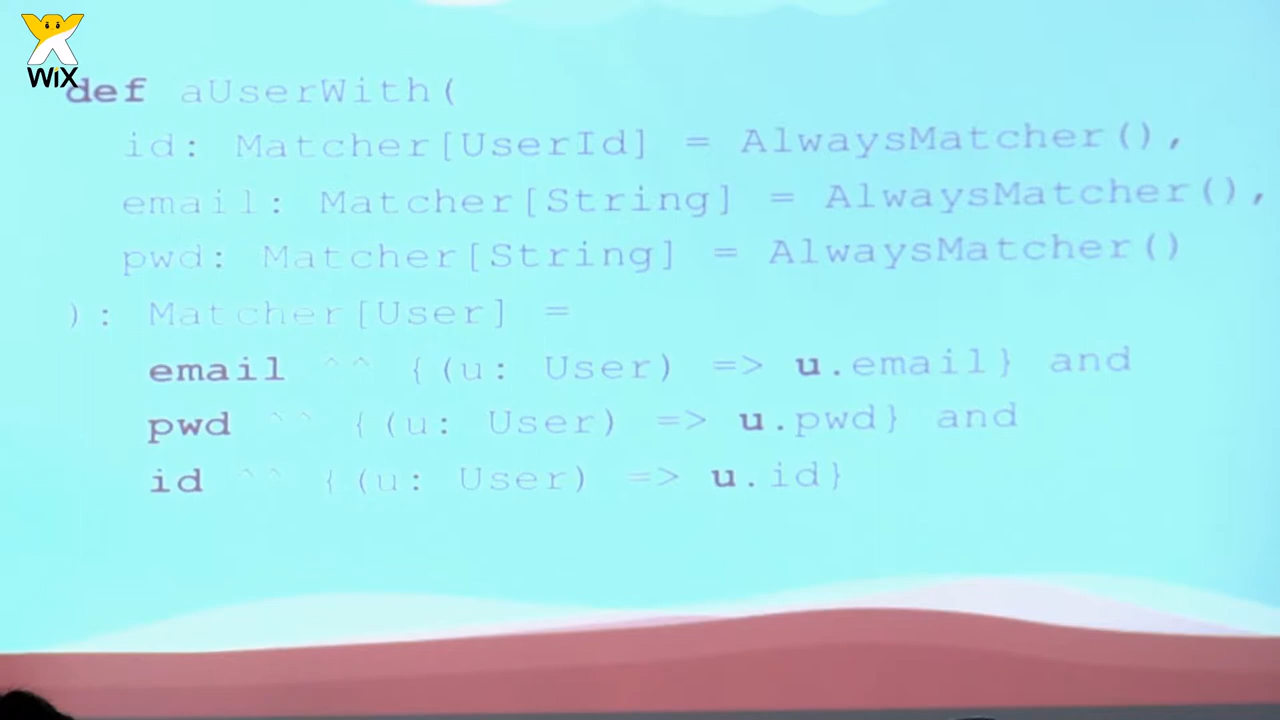 WiX
def aUserWith(
id: Matcher[UserId] = AlwaysMatcher(),
email: Matcher[String] = AlwaysMatcher(),
pwd: Matcher[String] = AlwaysMatcher()
): Matcher[User] =
email ^^ {(u: User) => u.email} and
pwd ^^ {(u: User) => u.pwd} and
id ^^ {(u: User) => u.id}